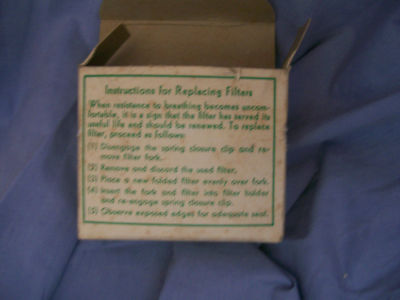 Instructions for Replacing Filters
When resistance to breathing becomes uncom-
fortable, it is a sign that the filter has served its
useful life and should be renewed. To replace
filter, proceed as follows:
(1) Disengage the spring closure clip and re-
move filter fork.
(2) Remove and discard the used filter.
(3) Place a new folded filter evenly over fork.
(4) Insert the fork and filter into filter holder
and re-engage spring closure clip.
(5) Observe exposed edges for adequate seal.